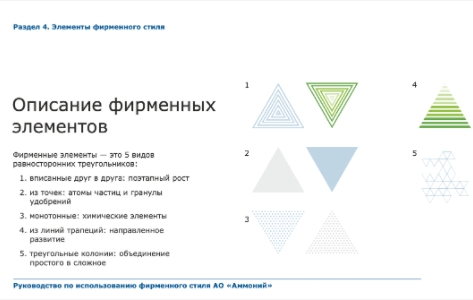 Раздел 4. Элементы фирменного стиля
Описание фирменных
элементов
Фирменные элементы — это 5 видов
равносторонних треугольников:
1. вписанные друг в друга: поэтапный рост
2. из точек: атомы частиц и гранулы
удобрений
3. монотонные: химические элементы
4. из линий трапеций: направленное
развитие
5. треугольные колонии: объединение
простого в сложное
1
4
2
5
3
Руководство по использованию фирменного стиля АО «Аммоний»